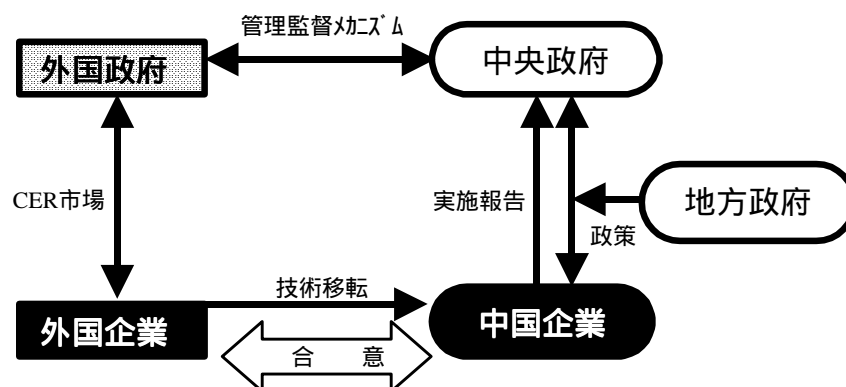 管理監督ﾒｶﾆｽﾞﾑ
外国政府
中央政府
CER市場
実施報告
地方政府
政策
技術移転
外国企業
中国企業
合 意